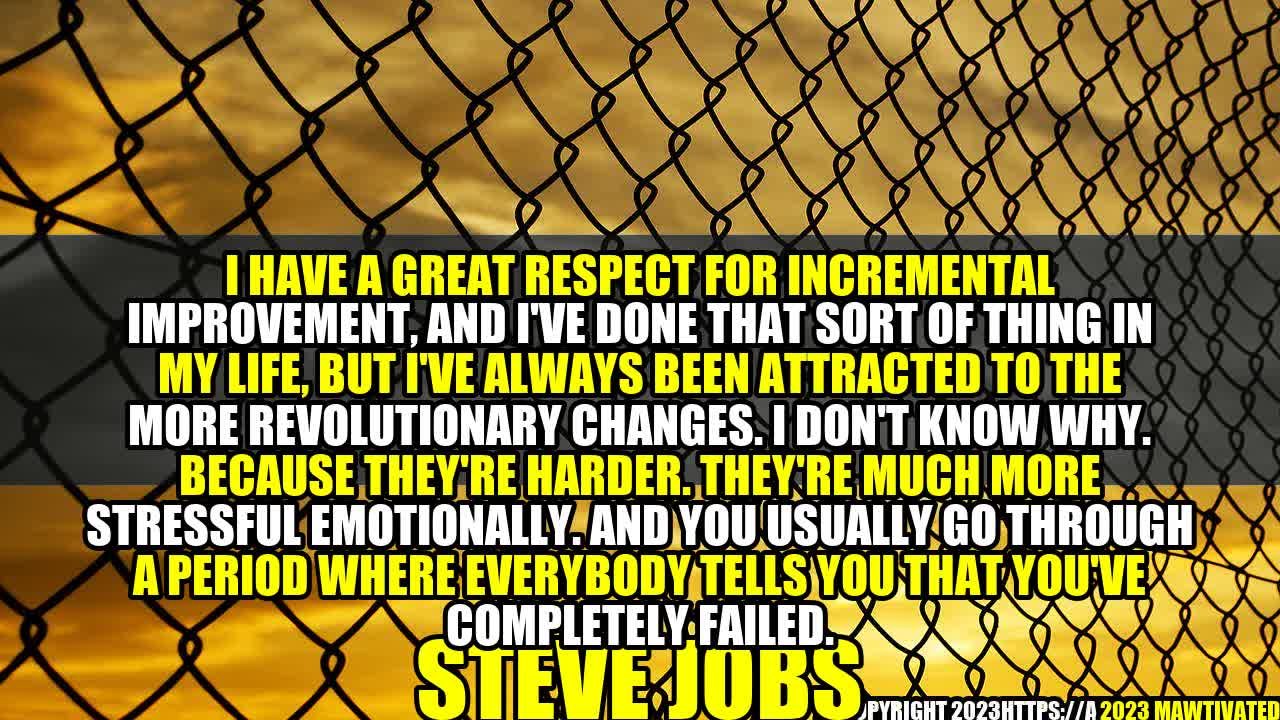 I HAVE A GREAT RESPECT FOR INCREMENTAL
IMPROVEMENT, AND I'VE DONE THAT SORT OF THING IN
MY LIFE, BUT I'VE ALWAYS BEEN ATTRACTED TO THE
MORE REVOLUTIONARY CHANGES. I DON'T KNOW WHY.
BECAUSE THEY'RE HARDER. THEY'RE MUCH MORE
STRESSFUL EMOTIONALLY. AND YOU USUALLY GO THROUGH
A PERIOD WHERE EVERYBODY TELLS YOU THAT YOU'VE
COMPLETELY FAILED.
STEVE JOBS
PYRIGHT 2023HTTPS://A 2023 MAWTIVATED